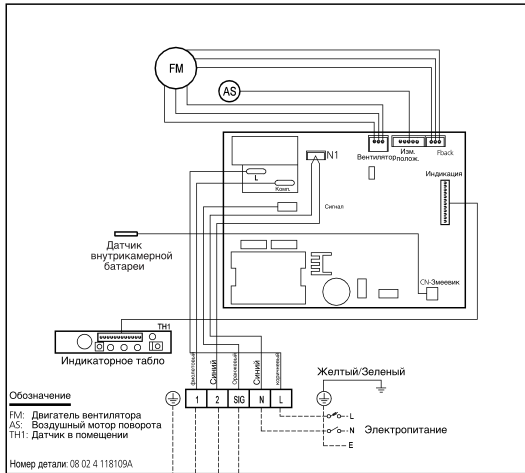 FM
AS
N1
Вентилятор
Изм.
полож.
Fback
L
Комп.
Индикация
Сигнал
Датчик
внутрикамерной
батареи
CN-Змеевик
TH1
Индикаторное табло
фиолетовый
Синий
Оранжевый
Синий
коричневый
Желтый/Зеленый
1 2 SIG N L
L
N
E
Электропитание
Обозначение
FM: Двигатель вентилятора
AS: Воздушный мотор поворота
TH1: Датчик в помещении
Номер детали: 08 02 4 118109A